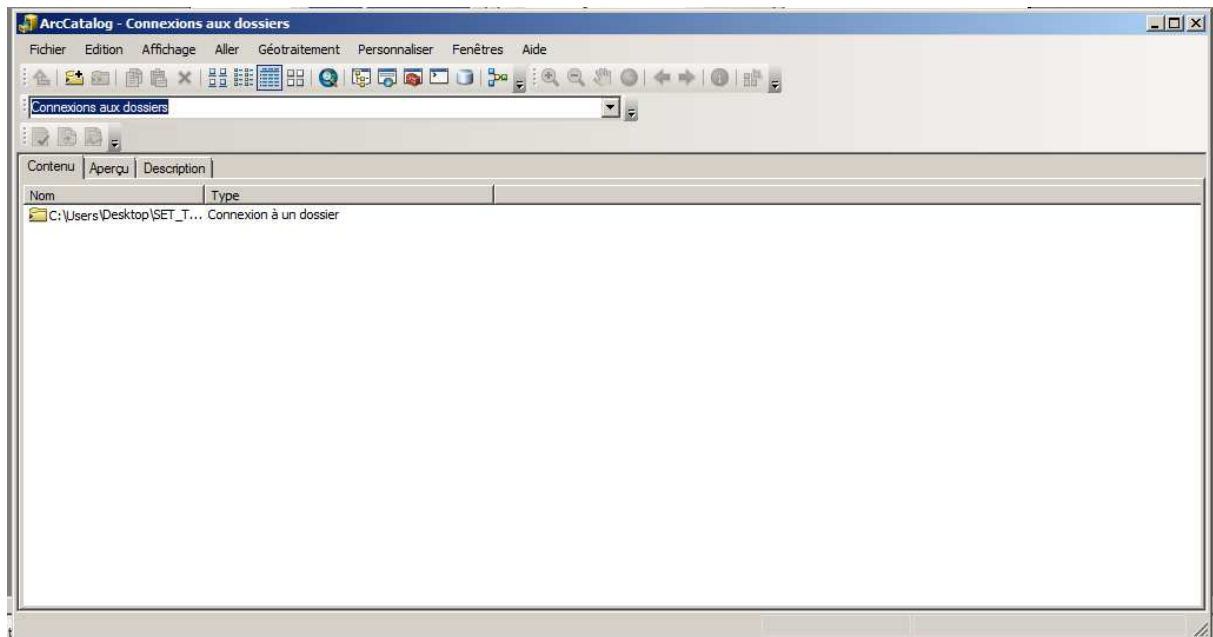 ArcCatalog - Connexions aux dossiers
Fichier Edition Affichage Aller Géotraitement Personnaliser Fenêtres Aide
Connexions aux dossiers
Contenu Aperçu Description
Nom Type
C:\Users\Desktop\SET_T... Connexion à un dossier